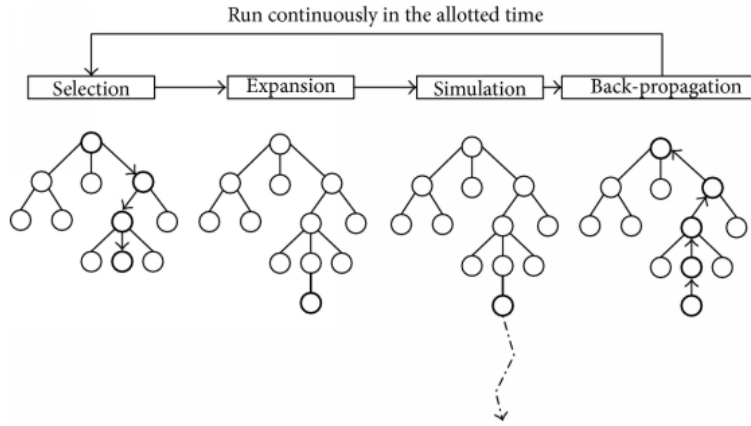 Run continuously in the allotted time
Selection
Expansion
Simulation
Back-propagation